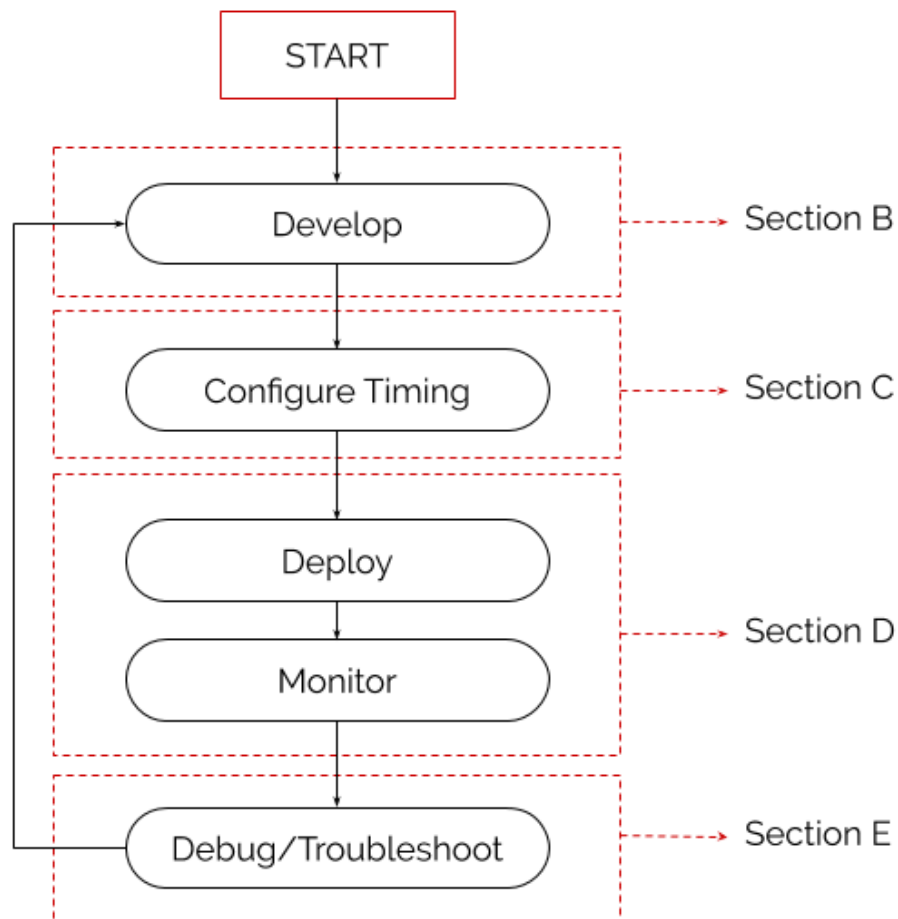 START
Develop
Section B
Configure Timing
Section C
Deploy
Section D
Monitor
Debug/Troubleshoot
Section E